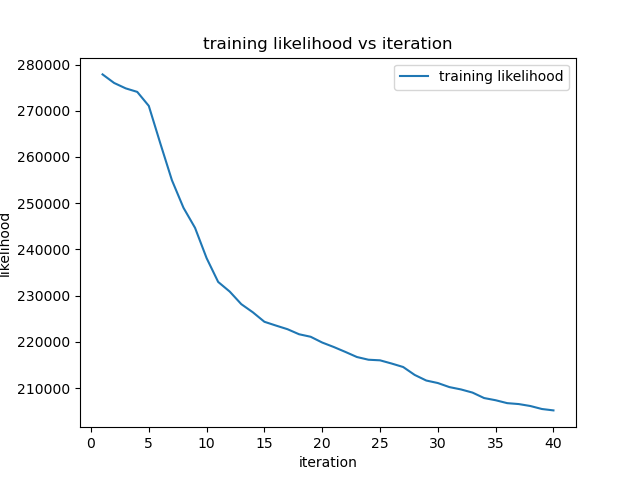 training likelihood vs iteration
training likelihood
280000
270000
260000
250000
240000
230000
220000
210000
likelihood
0 5 10 15 20 25 30 35 40
iteration